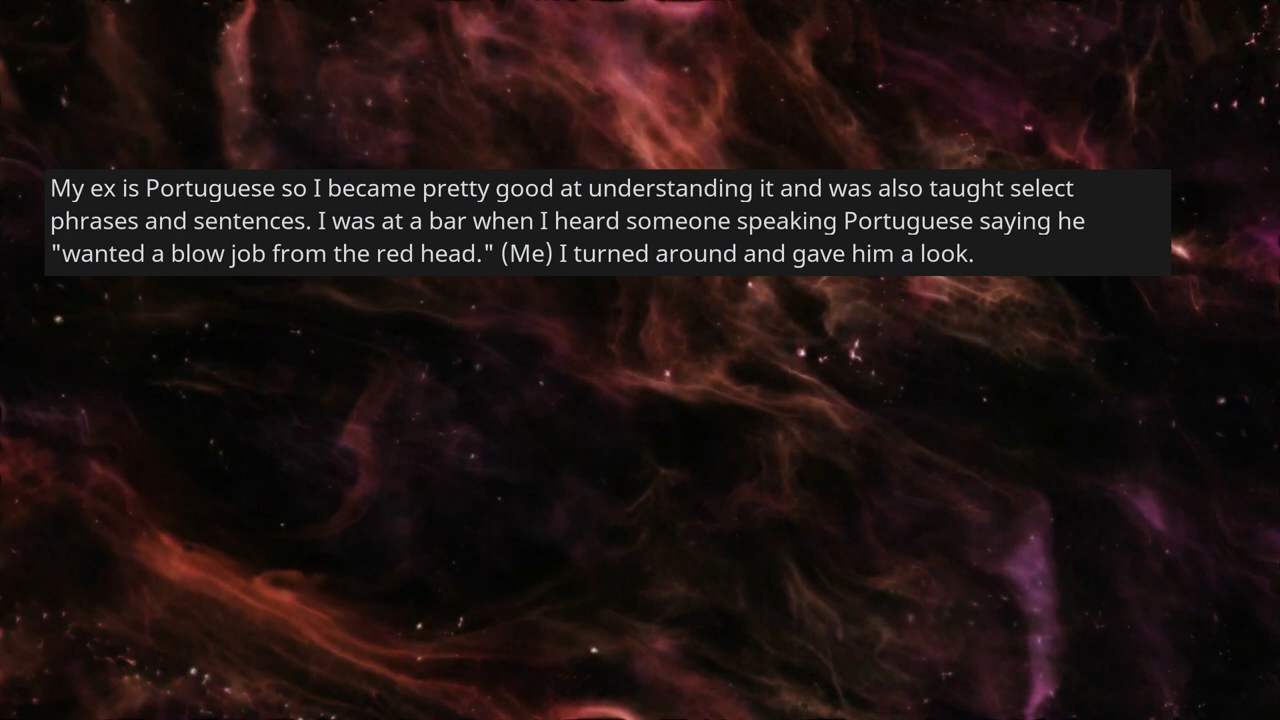 My ex is Portuguese so I became pretty good at understanding it and was also taught select
phrases and sentences. I was at a bar when I heard someone speaking Portuguese saying he
"wanted a blow job from the red head." (Me) I turned around and gave him a look.